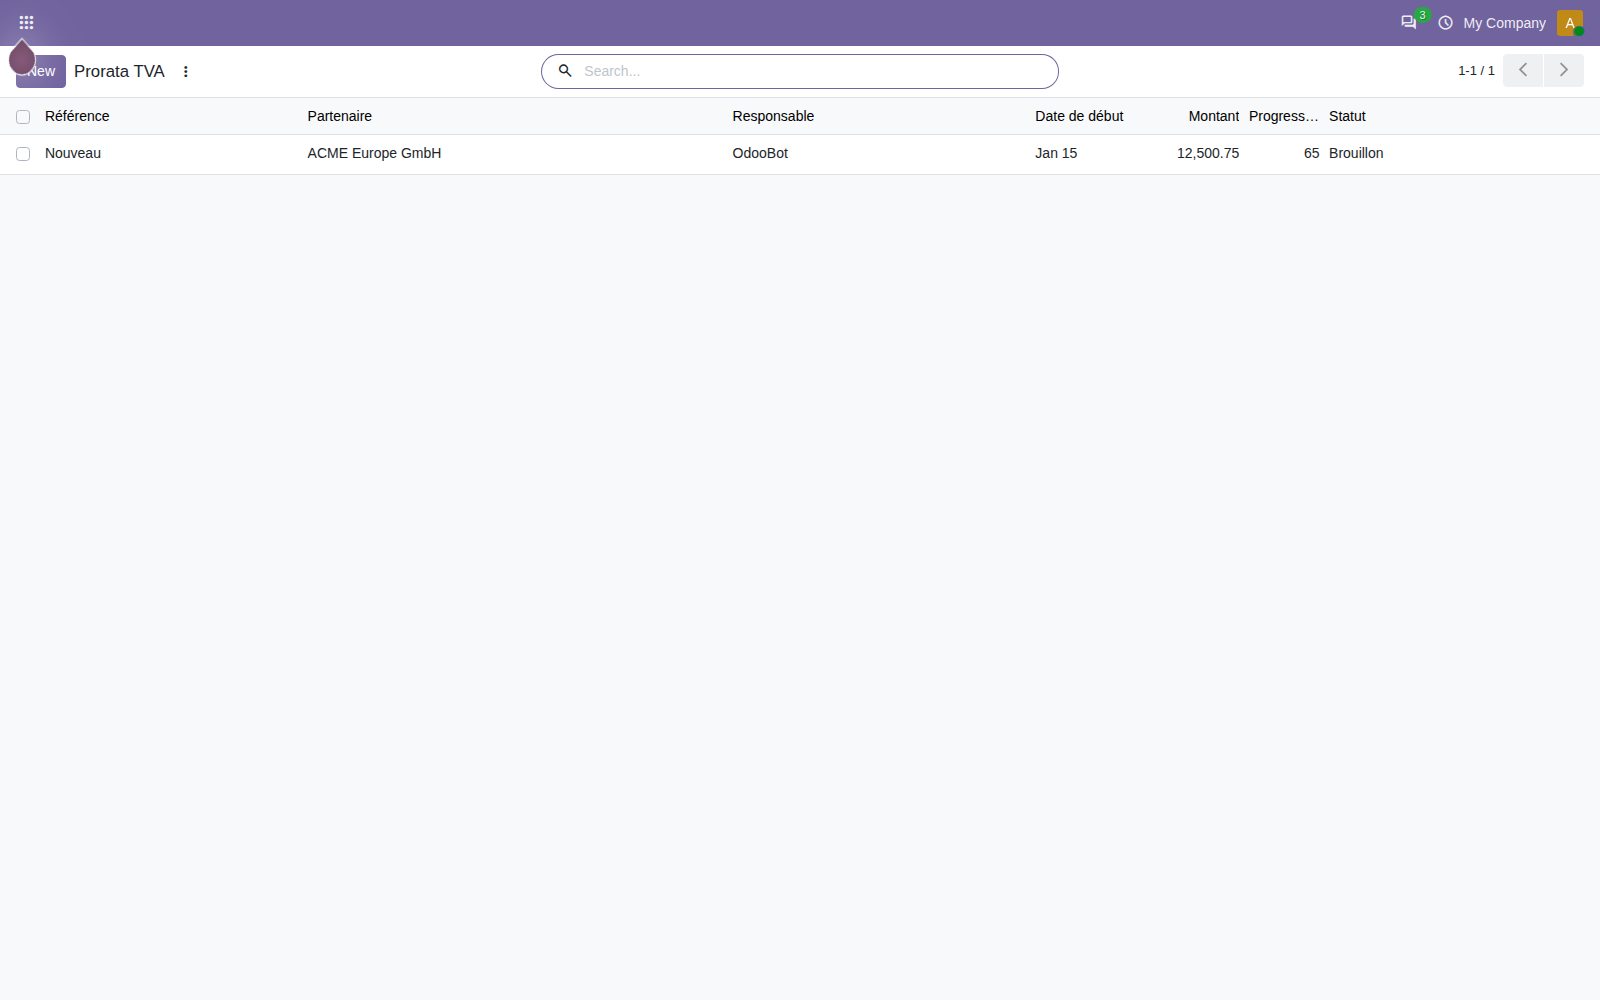 3 My Company A
New Prorata TVA Search... 1-1 / 1
Référence Partenaire Responsable Date de début Montant Progress... Statut
Nouveau ACME Europe GmbH OdooBot Jan 15 12,500.75 65 Brouillon